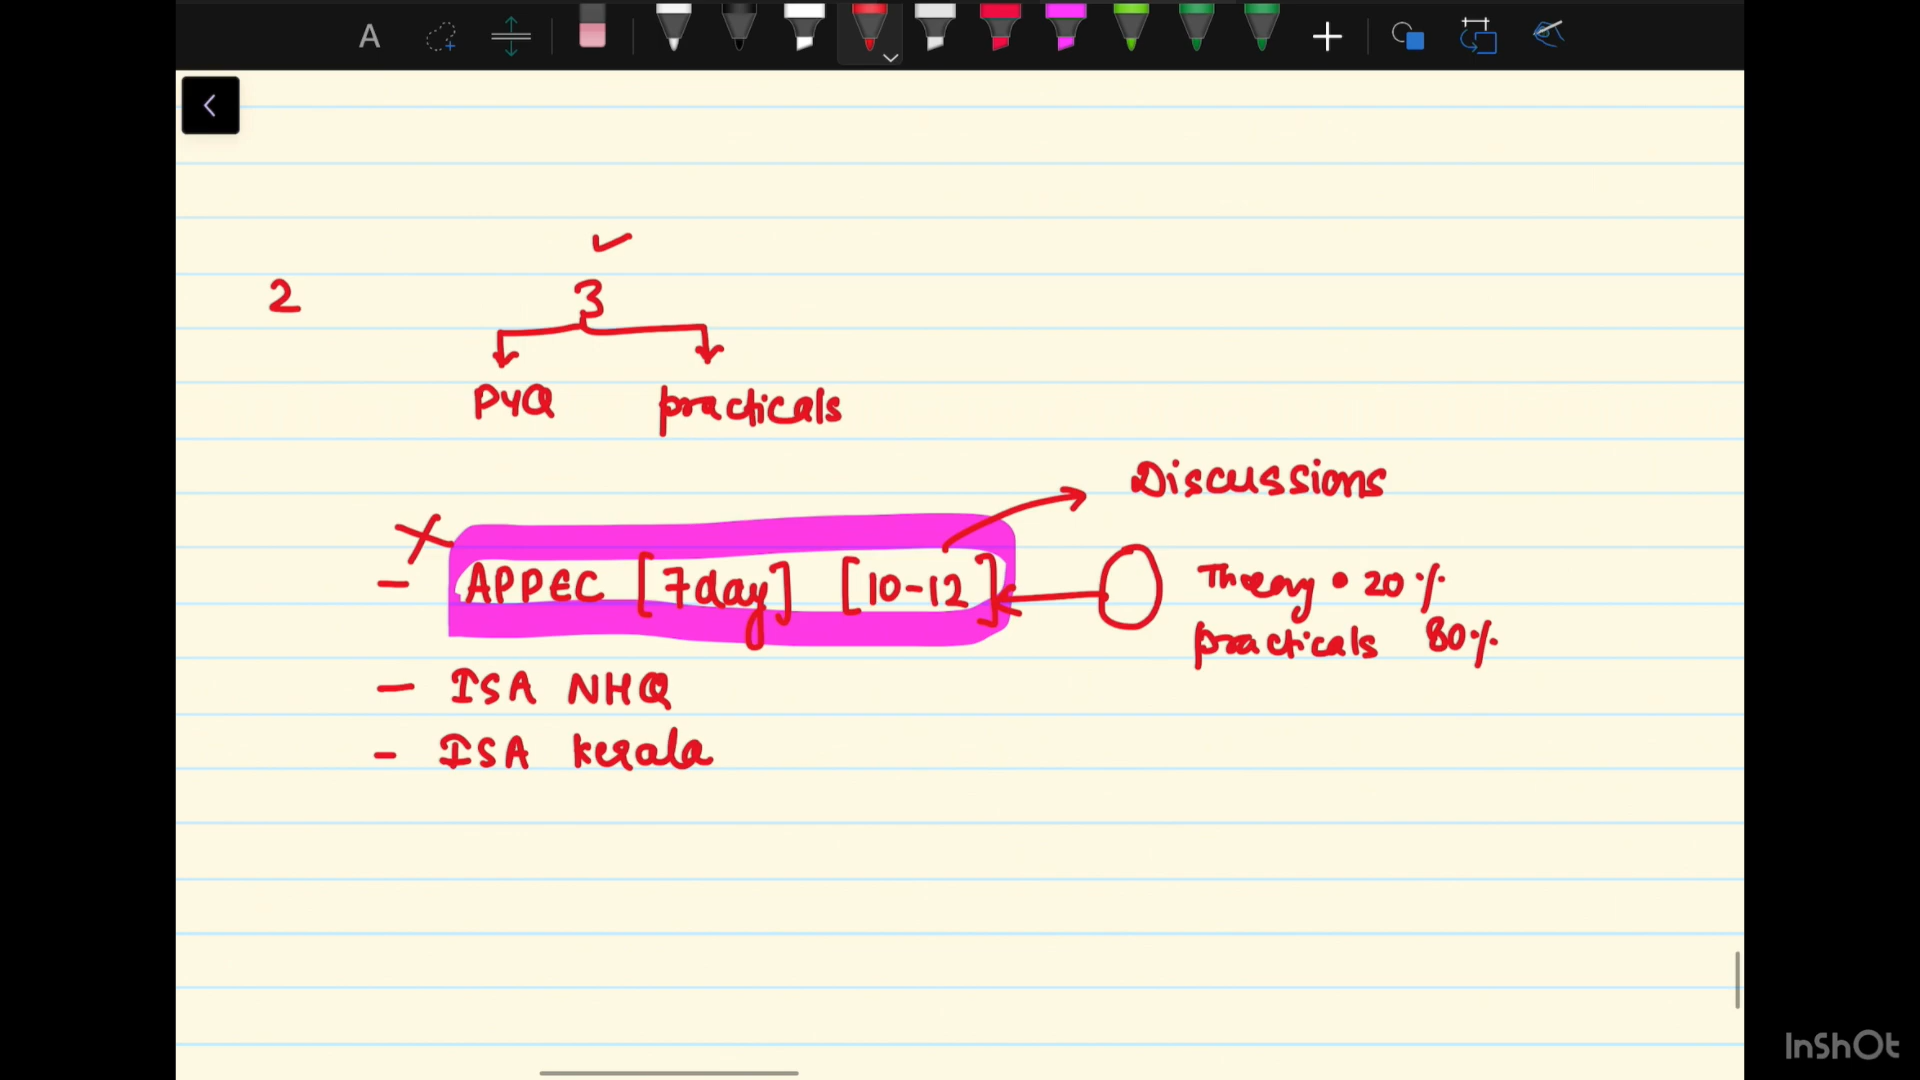 A
2 3
PYQ practicals
Discussions
- APPEC [7day] [10-12]
Theory • 20%
practicals 80%
- ISA NHQ
- ISA kerala
InShOt